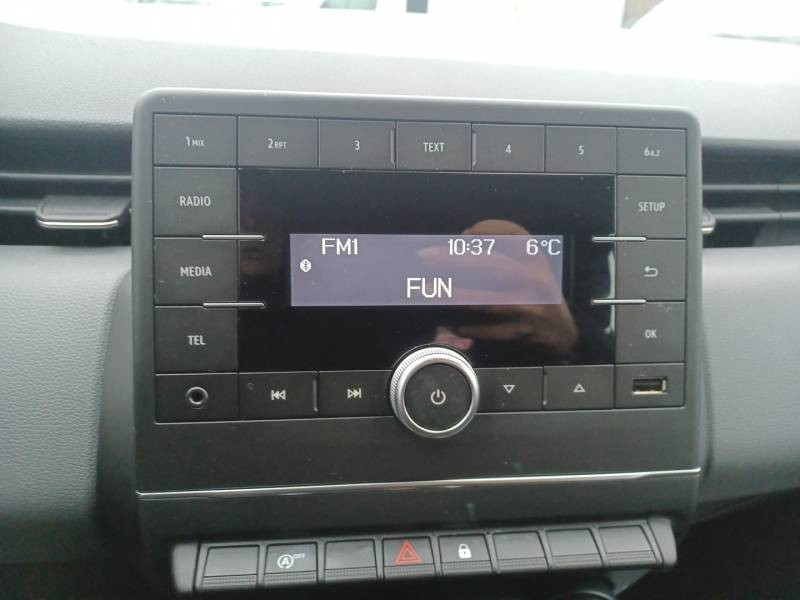 1 MIX 2 RPT 3 TEXT 4 5 6 A.Z
RADIO SETUP
FM1 10:37 6°C
MEDIA
FUN
TEL OK
OFF